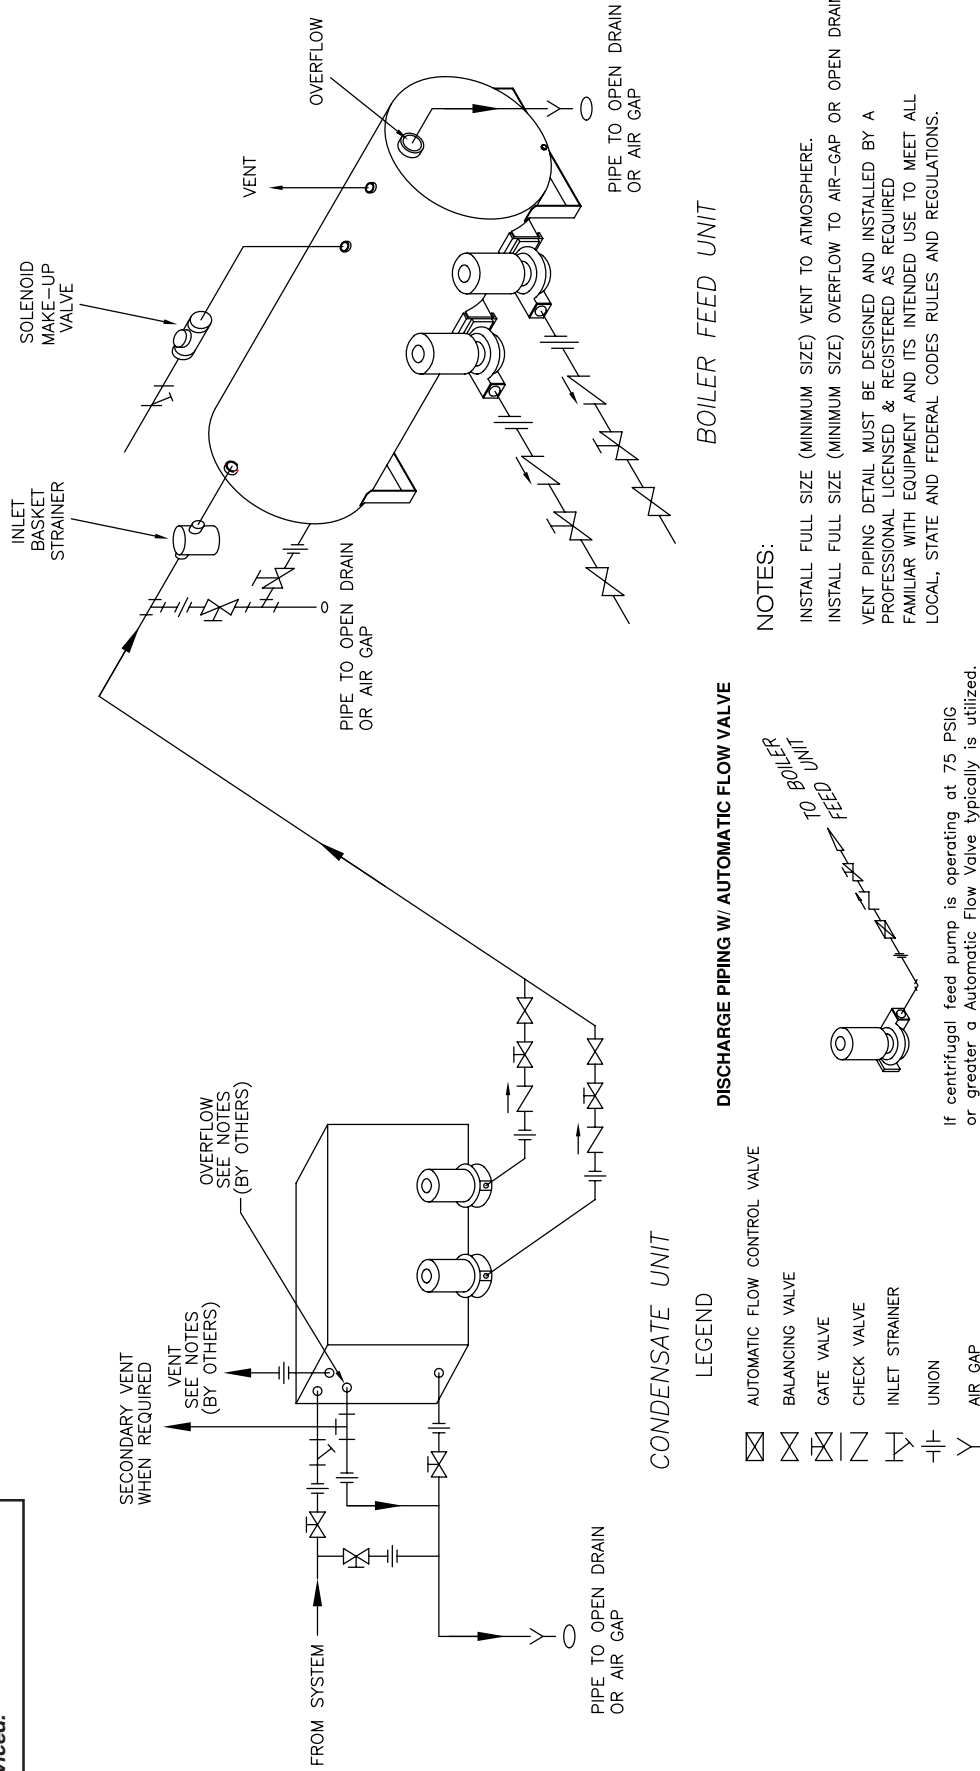 viced.
SOLENOID
MAKE-UP
VALVE
INLET
BASKET
STRAINER
VENT
OVERFLOW
PIPE TO OPEN DRAIN
OR AIR GAP
PIPE TO OPEN DRAIN
OR AIR GAP
BOILER FEED UNIT
SECONDARY VENT
WHEN REQUIRED
VENT
SEE NOTES
(BY OTHERS)
OVERFLOW
SEE NOTES
(BY OTHERS)
FROM SYSTEM
PIPE TO OPEN DRAIN
OR AIR GAP
CONDENSATE UNIT
LEGEND
AUTOMATIC FLOW CONTROL VALVE
BALANCING VALVE
GATE VALVE
CHECK VALVE
INLET STRAINER
UNION
AIR GAP
DISCHARGE PIPING W/ AUTOMATIC FLOW VALVE
TO BOILER
FEED UNIT
If centrifugal feed pump is operating at 75 PSIG
or greater a Automatic Flow Valve typically is utilized.
NOTES:
INSTALL FULL SIZE (MINIMUM SIZE) VENT TO ATMOSPHERE.
INSTALL FULL SIZE (MINIMUM SIZE) OVERFLOW TO AIR-GAP OR OPEN DRAIN
VENT PIPING DETAIL MUST BE DESIGNED AND INSTALLED BY A
PROFESSIONAL LICENSED & REGISTERED AS REQUIRED
FAMILIAR WITH EQUIPMENT AND ITS INTENDED USE TO MEET ALL
LOCAL, STATE AND FEDERAL CODES RULES AND REGULATIONS.